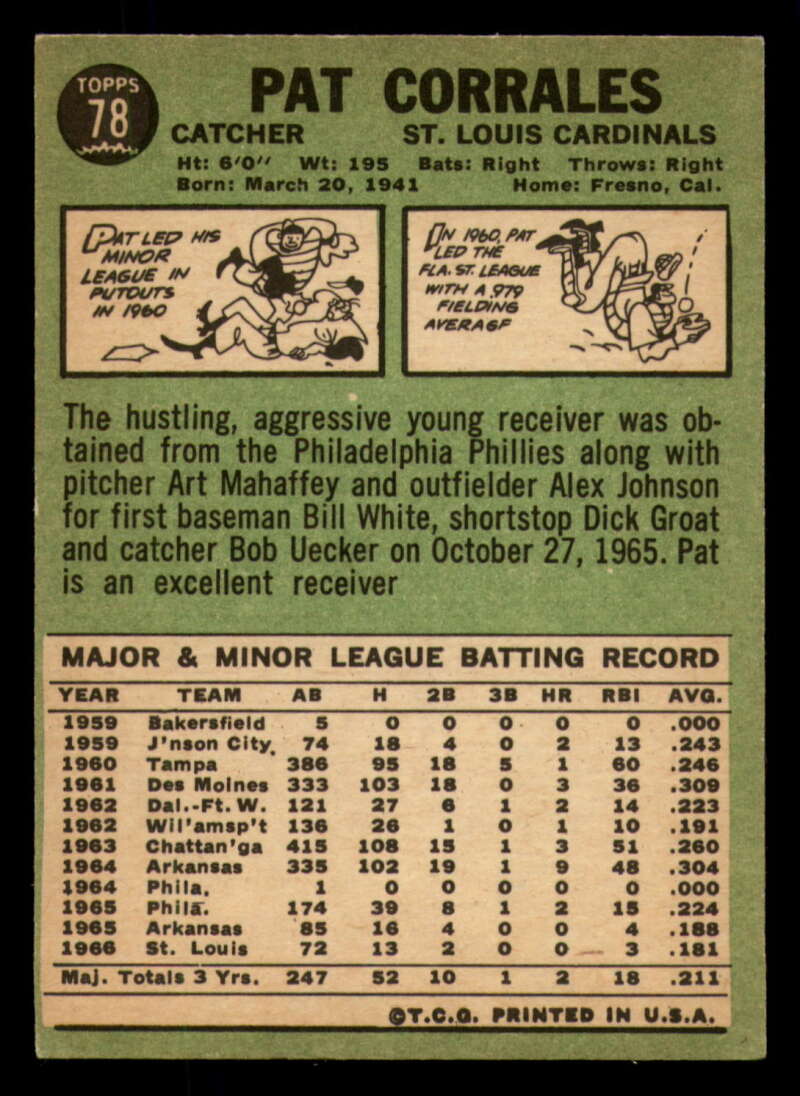 TOPPS
78
PAT CORRALES
CATCHER ST. LOUIS CARDINALS
Ht: 6'0" Wt: 195 Bats: Right Throws: Right
Born: March 20, 1941 Home: Fresno, Cal.
PAT LED HIS
MINOR
LEAGUE IN
PUTOUTS
IN 1960
IN 1960, PAT
LED THE
FLA. ST. LEAGUE
WITH A .979
FIELDING
AVERAGE
The hustling, aggressive young receiver was ob-
tained from the Philadelphia Phillies along with
pitcher Art Mahaffey and outfielder Alex Johnson
for first baseman Bill White, shortstop Dick Groat
and catcher Bob Uecker on October 27, 1965. Pat
is an excellent receiver
MAJOR & MINOR LEAGUE BATTING RECORD
YEAR TEAM AB H 2B 3B HR RBI AVG.
1959 Bakersfield 5 0 0 0 0 0 .000
1959 J'nson City. 74 18 4 0 2 13 .243
1960 Tampa 386 95 18 5 1 60 .246
1961 Des Moines 333 103 18 0 3 36 .309
1962 Dal.-Ft. W. 121 27 6 1 2 14 .223
1962 Wil'amsp't 136 26 1 0 1 10 .191
1963 Chattan'ga 415 108 15 1 3 51 .260
1964 Arkansas 335 102 19 1 9 48 .304
1964 Phila. 1 0 0 0 0 0 .000
1965 Phila. 174 39 8 1 2 15 .224
1965 Arkansas 85 16 4 0 0 4 .188
1966 St. Louis 72 13 2 0 0 3 .181
Maj. Totals 3 Yrs. 247 52 10 1 2 18 .211
©T.C.G. PRINTED IN U.S.A.